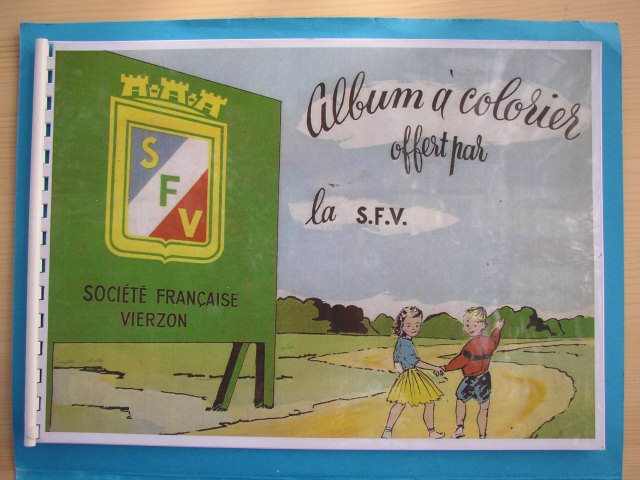 S
F
V
SOCIÉTÉ FRANÇAISE
VIERZON
Album à colorier
offert par
la S.F.V.